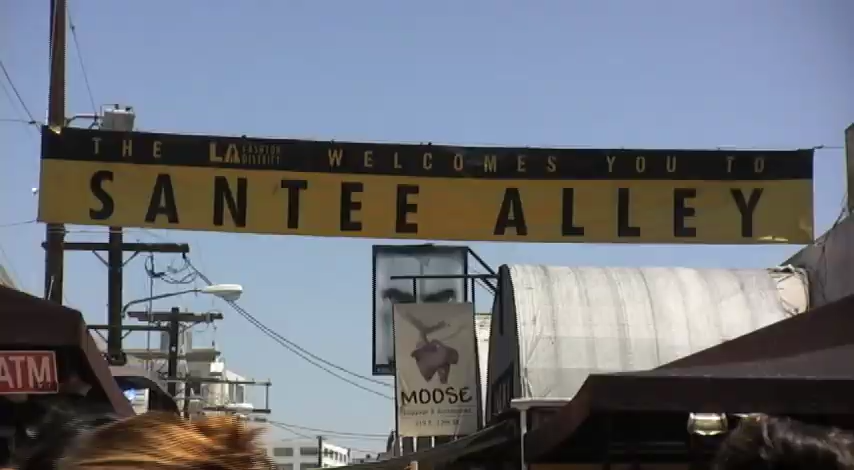 THE LA FASHION DISTRICT WELCOMES YOU TO
SANTEE ALLEY
ATM
MOOSE